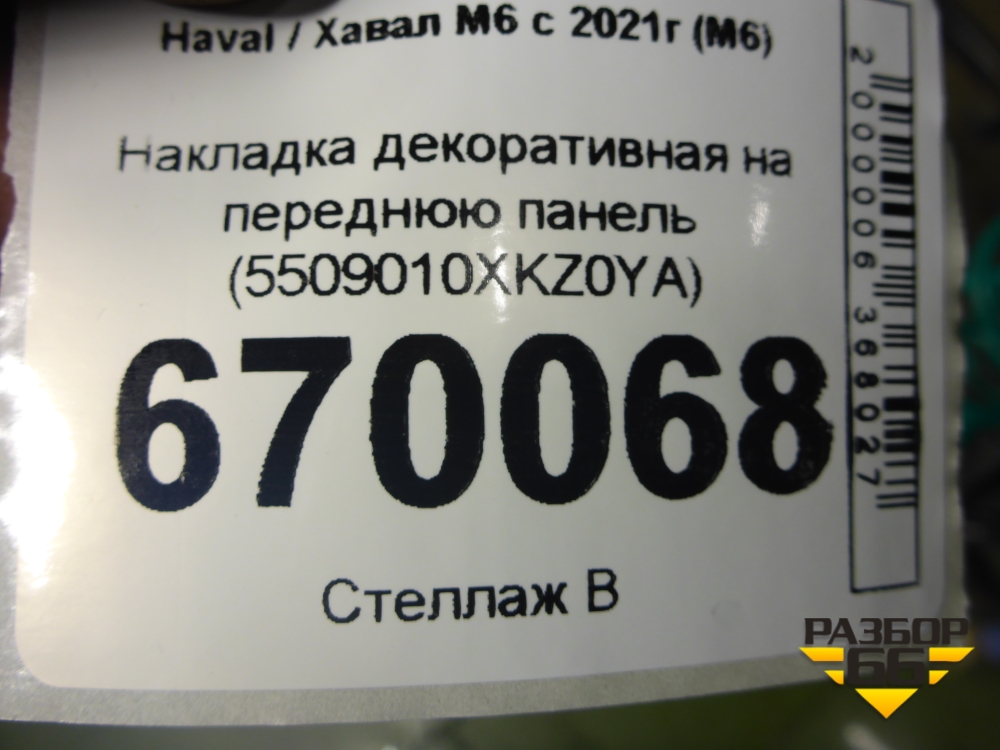 Haval / Хавал М6 с 2021г (М6)
Накладка декоративная на
переднюю панель
(5509010XKZ0YA)
670068
Стеллаж В
2000006368027
РАЗБОР
66